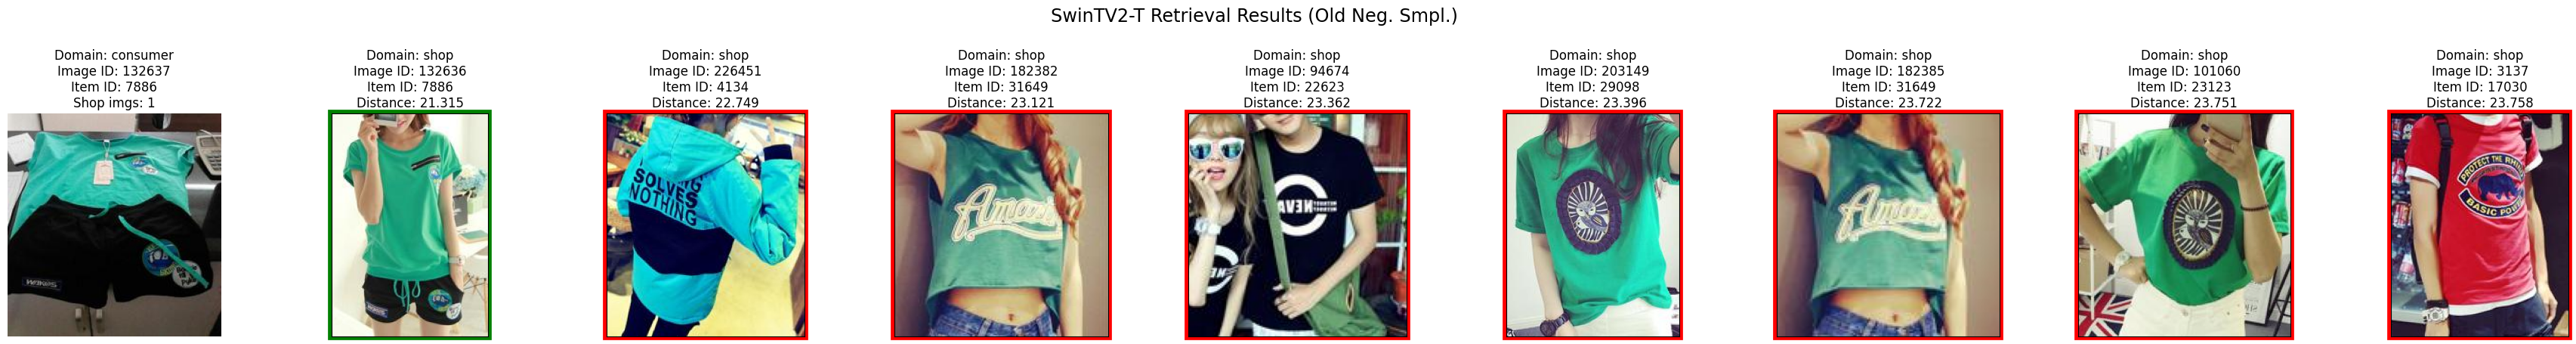 SwinTV2-T Retrieval Results (Old Neg. Smpl.)
Domain: consumer
Image ID: 132637
Item ID: 7886
Shop imgs: 1
Domain: shop
Image ID: 132636
Item ID: 7886
Distance: 21.315
Domain: shop
Image ID: 226451
Item ID: 4134
Distance: 22.749
Domain: shop
Image ID: 182382
Item ID: 31649
Distance: 23.121
Domain: shop
Image ID: 94674
Item ID: 22623
Distance: 23.362
Domain: shop
Image ID: 203149
Item ID: 29098
Distance: 23.396
Domain: shop
Image ID: 182385
Item ID: 31649
Distance: 23.722
Domain: shop
Image ID: 101060
Item ID: 23123
Distance: 23.751
Domain: shop
Image ID: 3137
Item ID: 17030
Distance: 23.758
SOLVING
SOLVES
NOTHING
PROTECT THE RHI
BASIC PO